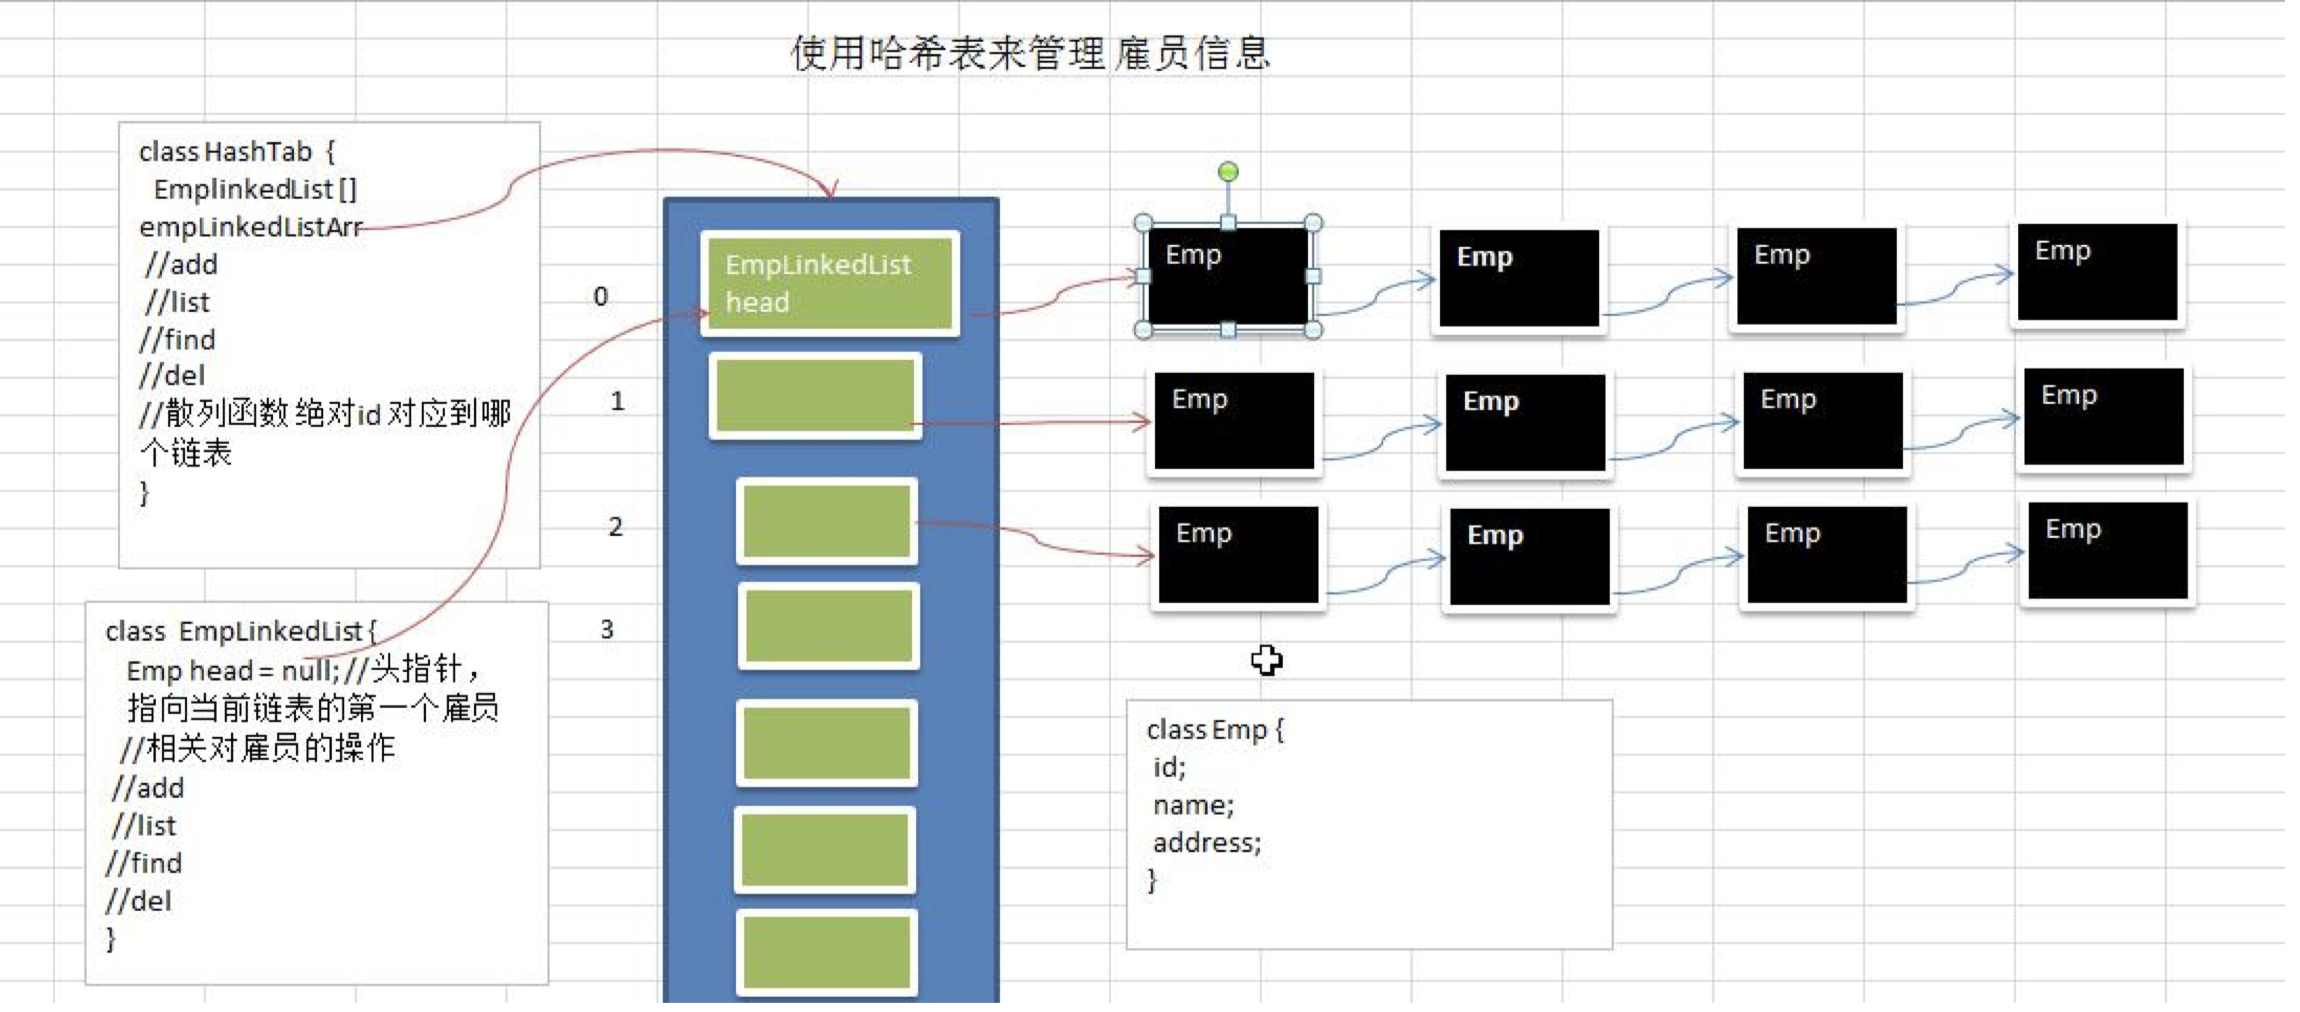 使用哈希表来管理 雇员信息
class HashTab {
EmplinkedList []
empLinkedListArr
//add
//list
//find
//del
//散列函数 绝对id 对应到哪
个链表
}
class EmpLinkedList {
Emp head = null; //头指针，
指向当前链表的第一个雇员
//相关对雇员的操作
//add
//list
//find
//del
}
0
1
2
3
EmpLinkedList
head
Emp
Emp
Emp
Emp
Emp
Emp
Emp
Emp
Emp
Emp
Emp
Emp
class Emp {
id;
name;
address;
}